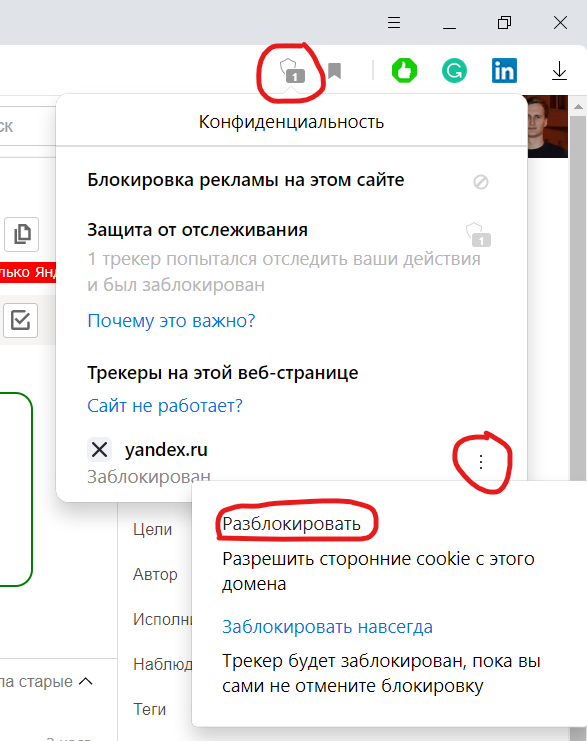 1
in
Конфиденциальность
ск
Блокировка рекламы на этом сайте
Защита от отслеживания
1
1 трекер попытался отследить ваши действия
и был заблокирован
лько Янд
Почему это важно?
Трекеры на этой веб-странице
Сайт не работает?
yandex.ru
Заблокирован
Разблокировать
Разрешить сторонние cookie с этого
домена
Заблокировать навсегда
Трекер будет заблокирован, пока вы
сами не отмените блокировку
Цели
Автор
Исполни
Наблюд
Теги
ла старые